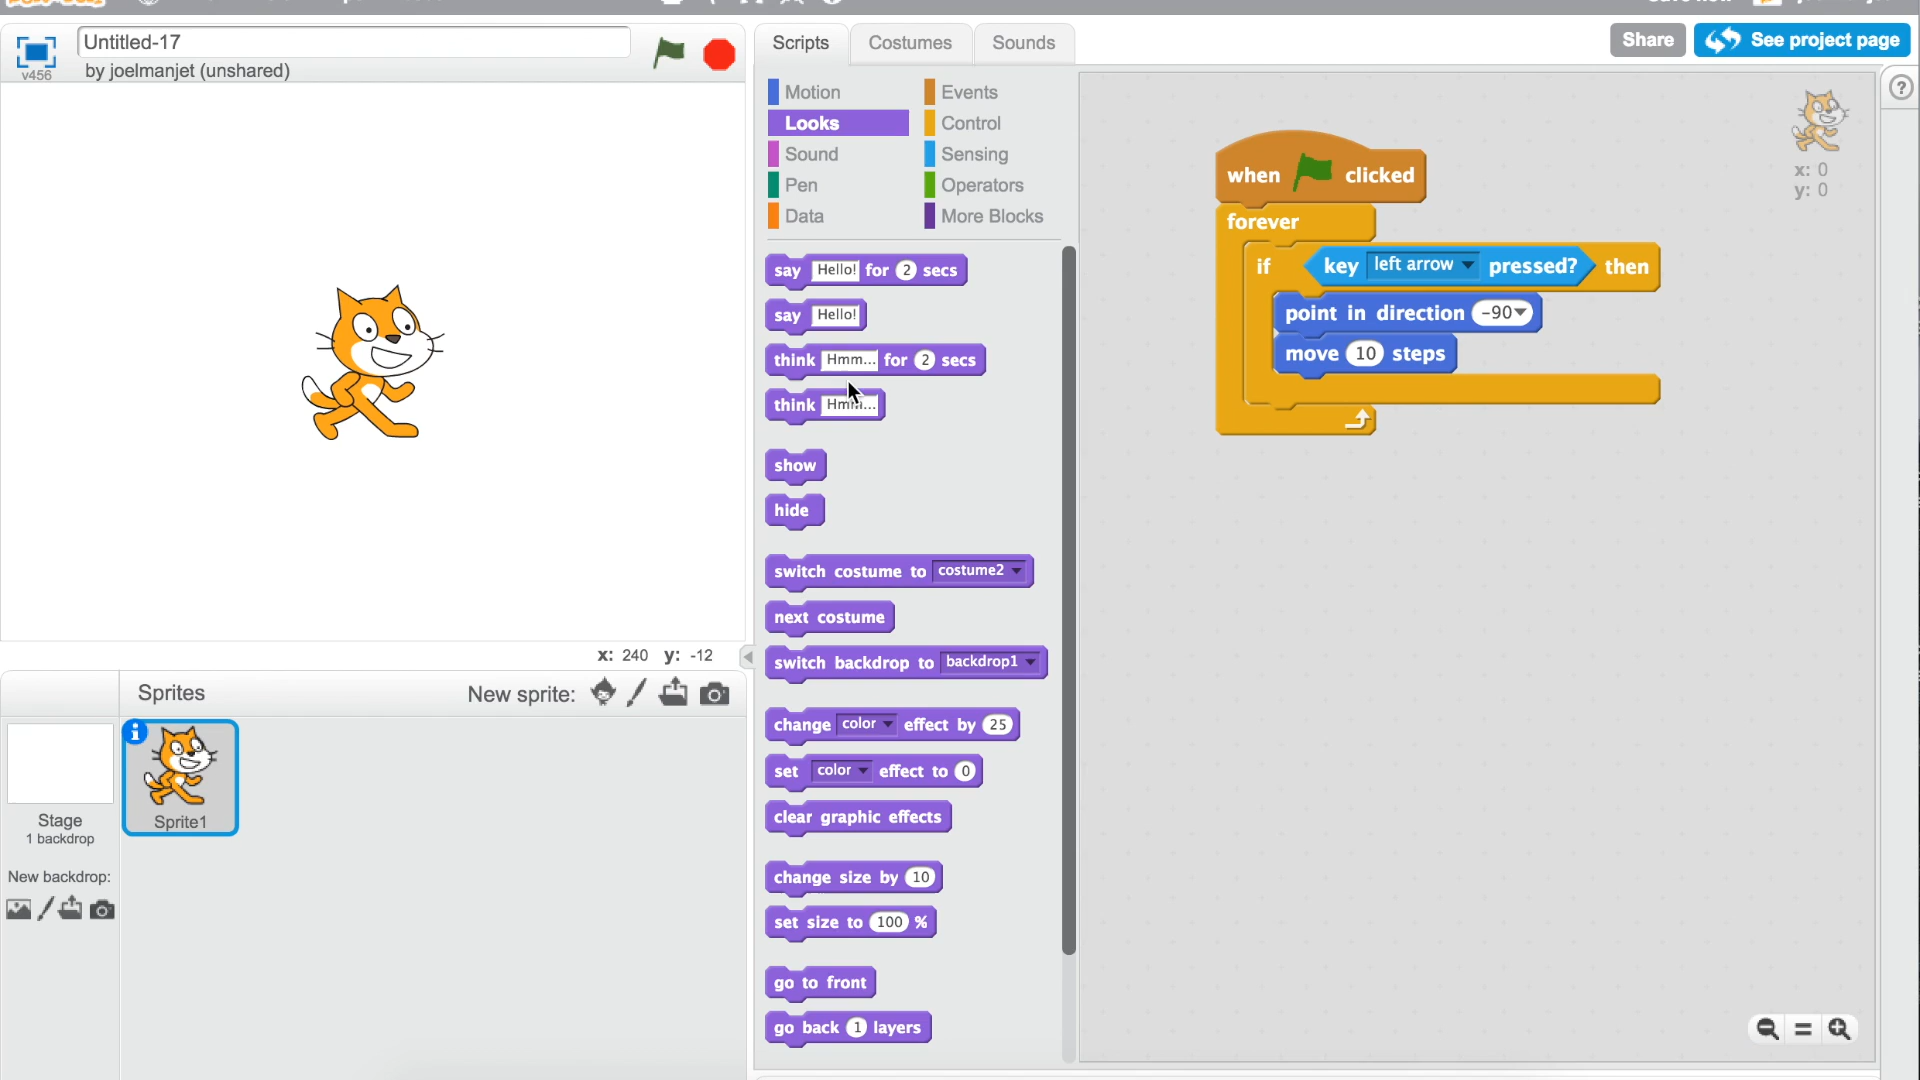 Untitled-17
by joelmanjet (unshared)
v456
Scripts
Costumes
Sounds
Share
See project page
?
Motion
Looks
Sound
Pen
Data
Events
Control
Sensing
Operators
More Blocks
say Hello! for 2 secs
say Hello!
think Hmm... for 2 secs
think Hmm...
show
hide
switch costume to costume2
next costume
switch backdrop to backdrop1
change color effect by 25
set color effect to 0
clear graphic effects
change size by 10
set size to 100 %
go to front
go back 1 layers
when clicked
forever
if key left arrow pressed? then
point in direction -90
move 10 steps
x: 0
y: 0
x: 240 y: -12
Sprites
New sprite:
i
Sprite1
Stage
1 backdrop
New backdrop: